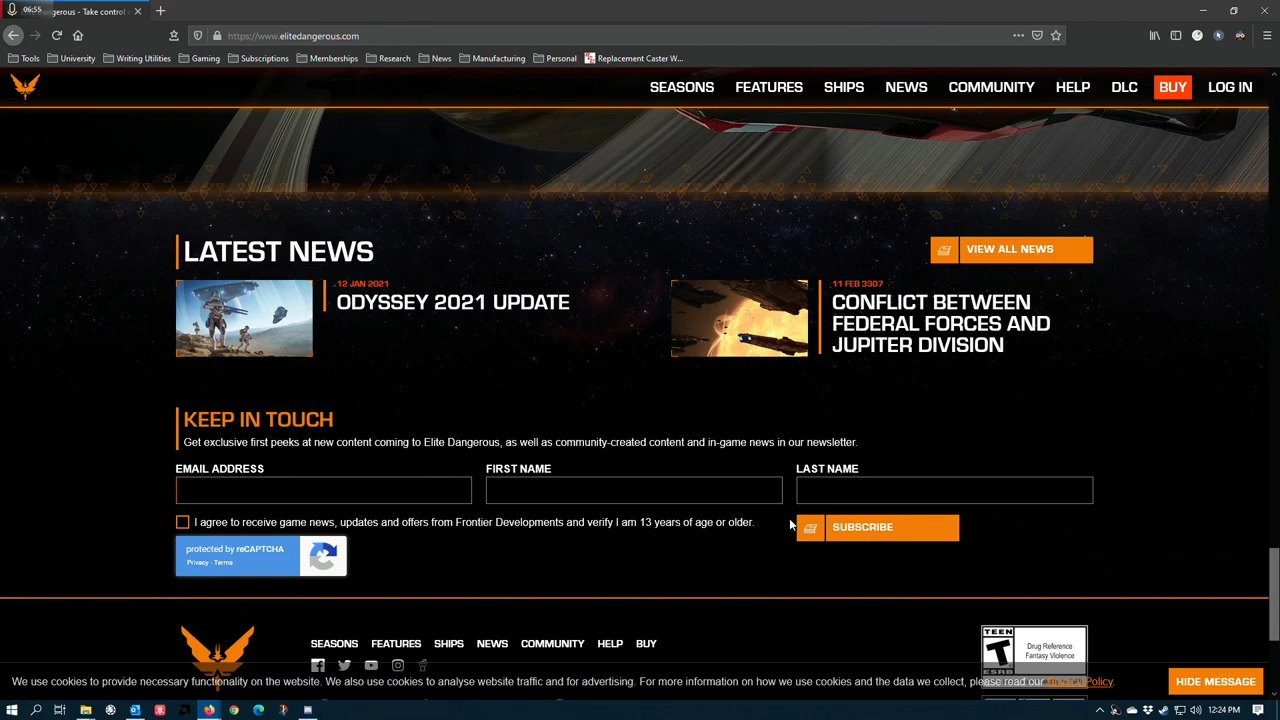 06:55
Dangerous - Take control
https://www.elitedangerous.com
Tools University Writing Utilities Gaming Subscriptions Memberships Research News Manufacturing Personal Replacement Caster W...
SEASONS FEATURES SHIPS NEWS COMMUNITY HELP DLC BUY LOG IN
LATEST NEWS
VIEW ALL NEWS
12 JAN 2021
ODYSSEY 2021 UPDATE
11 FEB 3307
CONFLICT BETWEEN
FEDERAL FORCES AND
JUPITER DIVISION
KEEP IN TOUCH
Get exclusive first peeks at new content coming to Elite Dangerous, as well as community-created content and in-game news in our newsletter.
EMAIL ADDRESS FIRST NAME LAST NAME
I agree to receive game news, updates and offers from Frontier Developments and verify I am 13 years of age or older.
SUBSCRIBE
protected by reCAPTCHA
Privacy - Terms
SEASONS FEATURES SHIPS NEWS COMMUNITY HELP BUY
TEEN
T
ESRB
Drug Reference
Fantasy Violence
We use cookies to provide necessary functionality on the website. We also use cookies to analyse website traffic and for advertising. For more information on how we use cookies and the data we collect, please read our Privacy Policy.
HIDE MESSAGE
12:24 PM